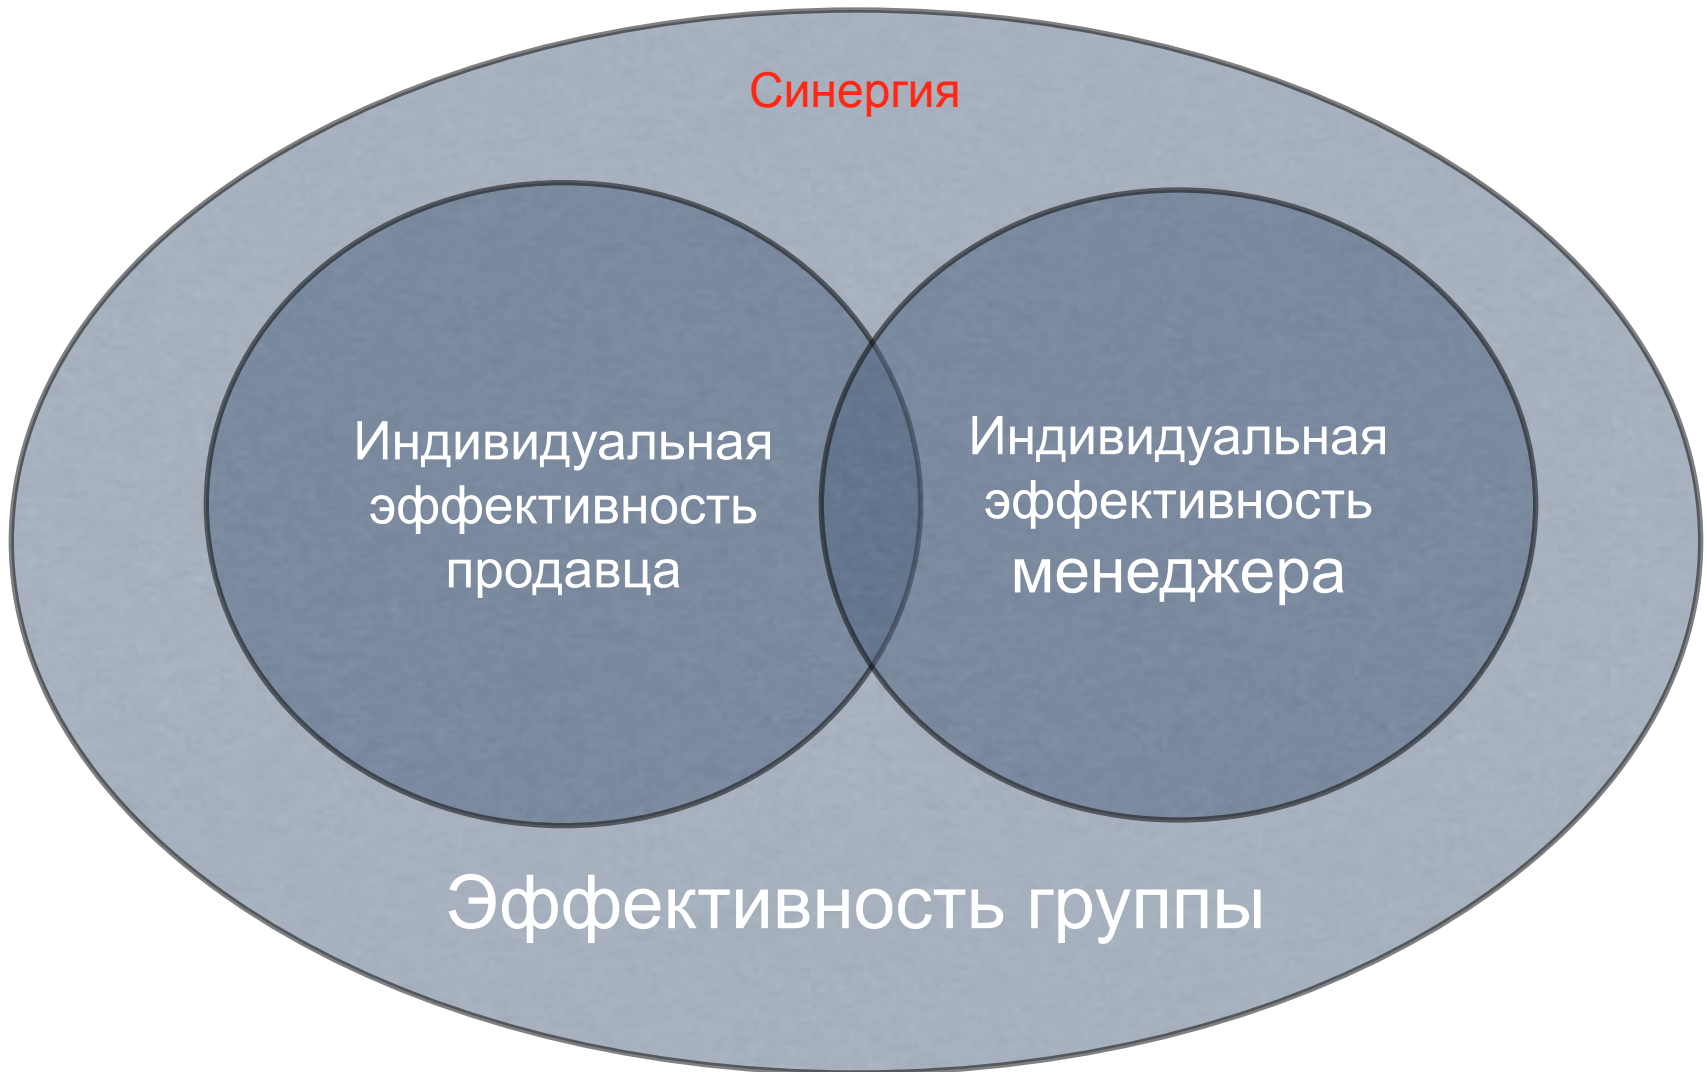 Синергия
Индивидуальная
эффективность
продавца
Индивидуальная
эффективность
менеджера
Эффективность группы